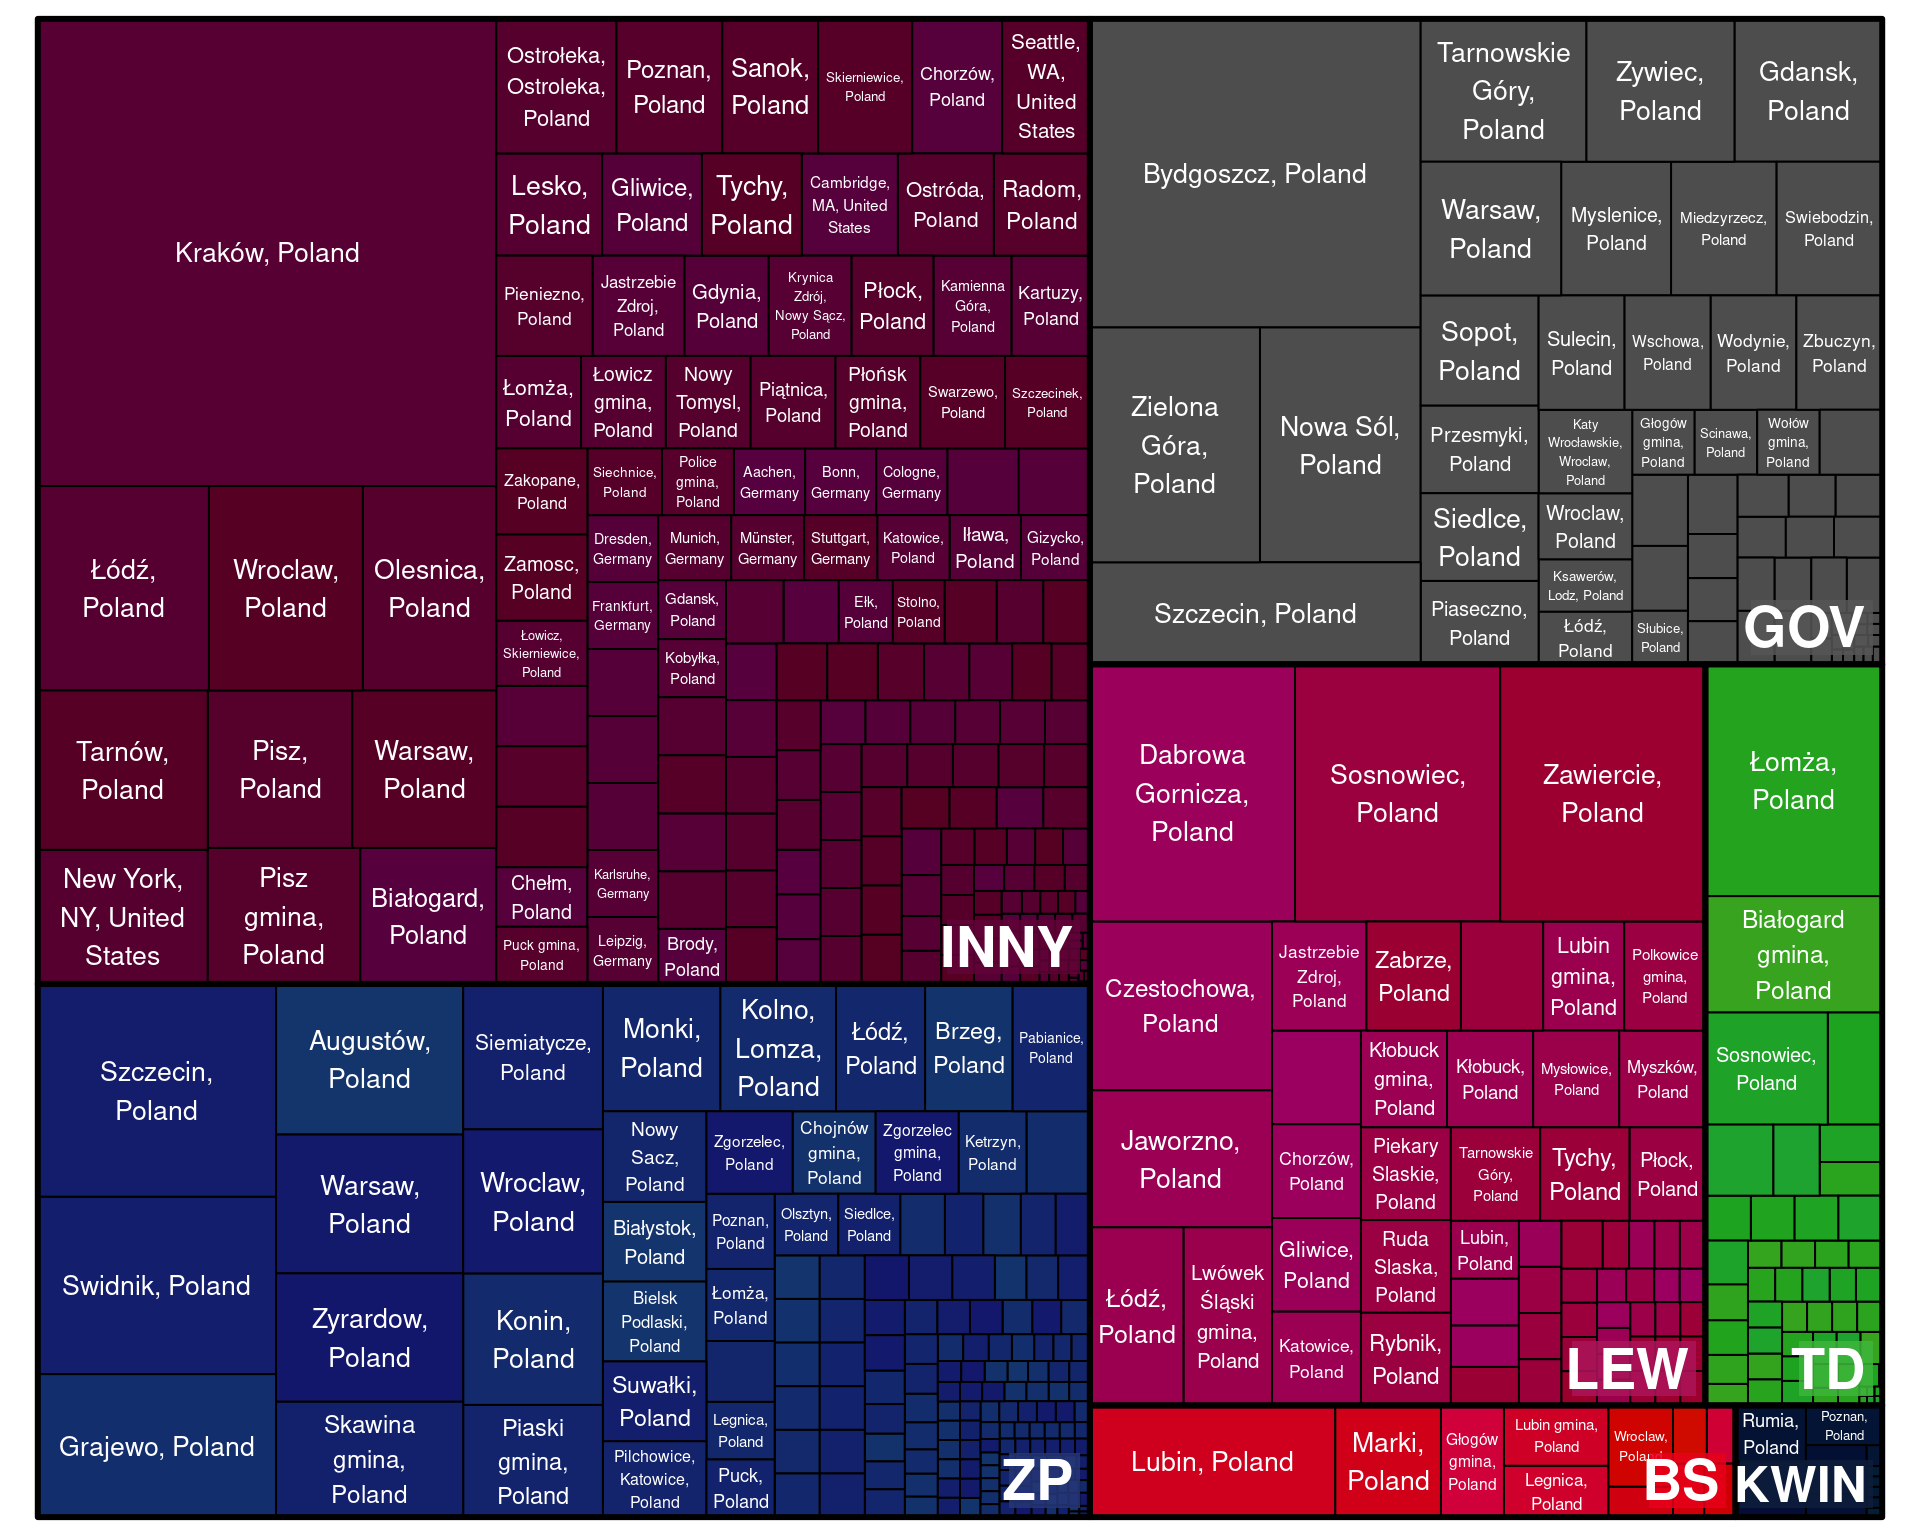 Kraków, Poland
Łódź,
Poland
Wroclaw,
Poland
Olesnica,
Poland
Tarnów,
Poland
Pisz,
Poland
Warsaw,
Poland
New York,
NY, United
States
Pisz
gmina,
Poland
Białogard,
Poland
Ostrołeka,
Ostroleka,
Poland
Poznan,
Poland
Sanok,
Poland
Skierniewice,
Poland
Chorzów,
Poland
Seattle,
WA,
United
States
Lesko,
Poland
Gliwice,
Poland
Tychy,
Poland
Cambridge,
MA, United
States
Ostróda,
Poland
Radom,
Poland
Pieniezno,
Poland
Jastrzebie
Zdroj,
Poland
Gdynia,
Poland
Krynica
Zdrój,
Nowy Sącz,
Poland
Płock,
Poland
Kamienna
Góra,
Poland
Kartuzy,
Poland
Łomża,
Poland
Łowicz
gmina,
Poland
Nowy
Tomysl,
Poland
Piątnica,
Poland
Płońsk
gmina,
Poland
Swarzewo,
Poland
Szczecinek,
Poland
Zakopane,
Poland
Siechnice,
Poland
Police
gmina,
Poland
Aachen,
Germany
Bonn,
Germany
Cologne,
Germany
Zamosc,
Poland
Dresden,
Germany
Munich,
Germany
Münster,
Germany
Stuttgart,
Germany
Katowice,
Poland
Iława,
Poland
Gizycko,
Poland
Łowicz,
Skierniewice,
Poland
Frankfurt,
Germany
Gdansk,
Poland
Ełk,
Poland
Stolno,
Poland
Kobyłka,
Poland
Chełm,
Poland
Puck gmina,
Poland
Karlsruhe,
Germany
Leipzig,
Germany
Brody,
Poland
INNY
Bydgoszcz, Poland
Zielona
Góra,
Poland
Nowa Sól,
Poland
Szczecin, Poland
Tarnowskie
Góry,
Poland
Zywiec,
Poland
Gdansk,
Poland
Warsaw,
Poland
Myslenice,
Poland
Miedzyrzecz,
Poland
Swiebodzin,
Poland
Sopot,
Poland
Sulecin,
Poland
Wschowa,
Poland
Wodynie,
Poland
Zbuczyn,
Poland
Przesmyki,
Poland
Katy
Wrocławskie,
Wroclaw,
Poland
Głogów
gmina,
Poland
Scinawa,
Poland
Wołów
gmina,
Poland
Siedlce,
Poland
Wroclaw,
Poland
Ksawerów,
Lodz, Poland
Piaseczno,
Poland
Łódź,
Poland
Słubice,
Poland
GOV
Dabrowa
Gornicza,
Poland
Sosnowiec,
Poland
Zawiercie,
Poland
Czestochowa,
Poland
Jaworzno,
Poland
Łódź,
Poland
Lwówek
Śląski
gmina,
Poland
Jastrzebie
Zdroj,
Poland
Zabrze,
Poland
Lubin
gmina,
Poland
Polkowice
gmina,
Poland
Kłobuck
gmina,
Poland
Kłobuck,
Poland
Mysłowice,
Poland
Myszków,
Poland
Chorzów,
Poland
Piekary
Slaskie,
Poland
Tarnowskie
Góry,
Poland
Tychy,
Poland
Płock,
Poland
Gliwice,
Poland
Ruda
Slaska,
Poland
Lubin,
Poland
Katowice,
Poland
Rybnik,
Poland
LEW
Łomża,
Poland
Białogard
gmina,
Poland
Sosnowiec,
Poland
TD
Szczecin,
Poland
Swidnik, Poland
Grajewo, Poland
Augustów,
Poland
Warsaw,
Poland
Zyrardow,
Poland
Skawina
gmina,
Poland
Siemiatycze,
Poland
Wroclaw,
Poland
Konin,
Poland
Piaski
gmina,
Poland
Monki,
Poland
Kolno,
Lomza,
Poland
Łódź,
Poland
Brzeg,
Poland
Pabianice,
Poland
Nowy
Sacz,
Poland
Zgorzelec,
Poland
Chojnów
gmina,
Poland
Zgorzelec
gmina,
Poland
Ketrzyn,
Poland
Białystok,
Poland
Poznan,
Poland
Olsztyn,
Poland
Siedlce,
Poland
Bielsk
Podlaski,
Poland
Łomża,
Poland
Suwałki,
Poland
Legnica,
Poland
Pilchowice,
Katowice,
Poland
Puck,
Poland
ZP
Lubin, Poland
Marki,
Poland
Głogów
gmina,
Poland
Lubin gmina,
Poland
Legnica,
Poland
Wroclaw,
Poland
BS
Rumia,
Poland
Poznan,
Poland
KWIN